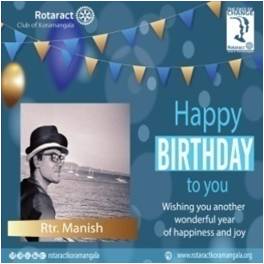 Rotaract
Club of Koramangala
Rotaract
Happy
BIRTHDAY
to you
Wishing you another
wonderful year
of happiness and joy
Rtr. Manish
rotaractkoramangala
www.rotaractkoramangala.org